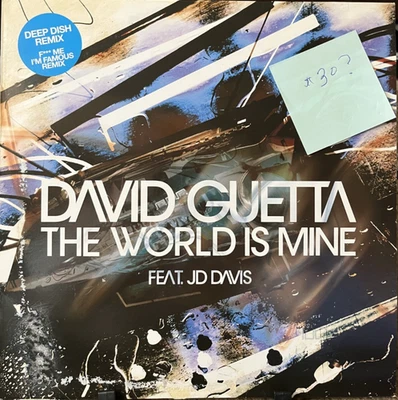 DEEP DISH
REMIX
F*** ME
I'M FAMOUS
REMIX
DAVID GUETTA
THE WORLD IS MINE
FEAT. JD DAVIS